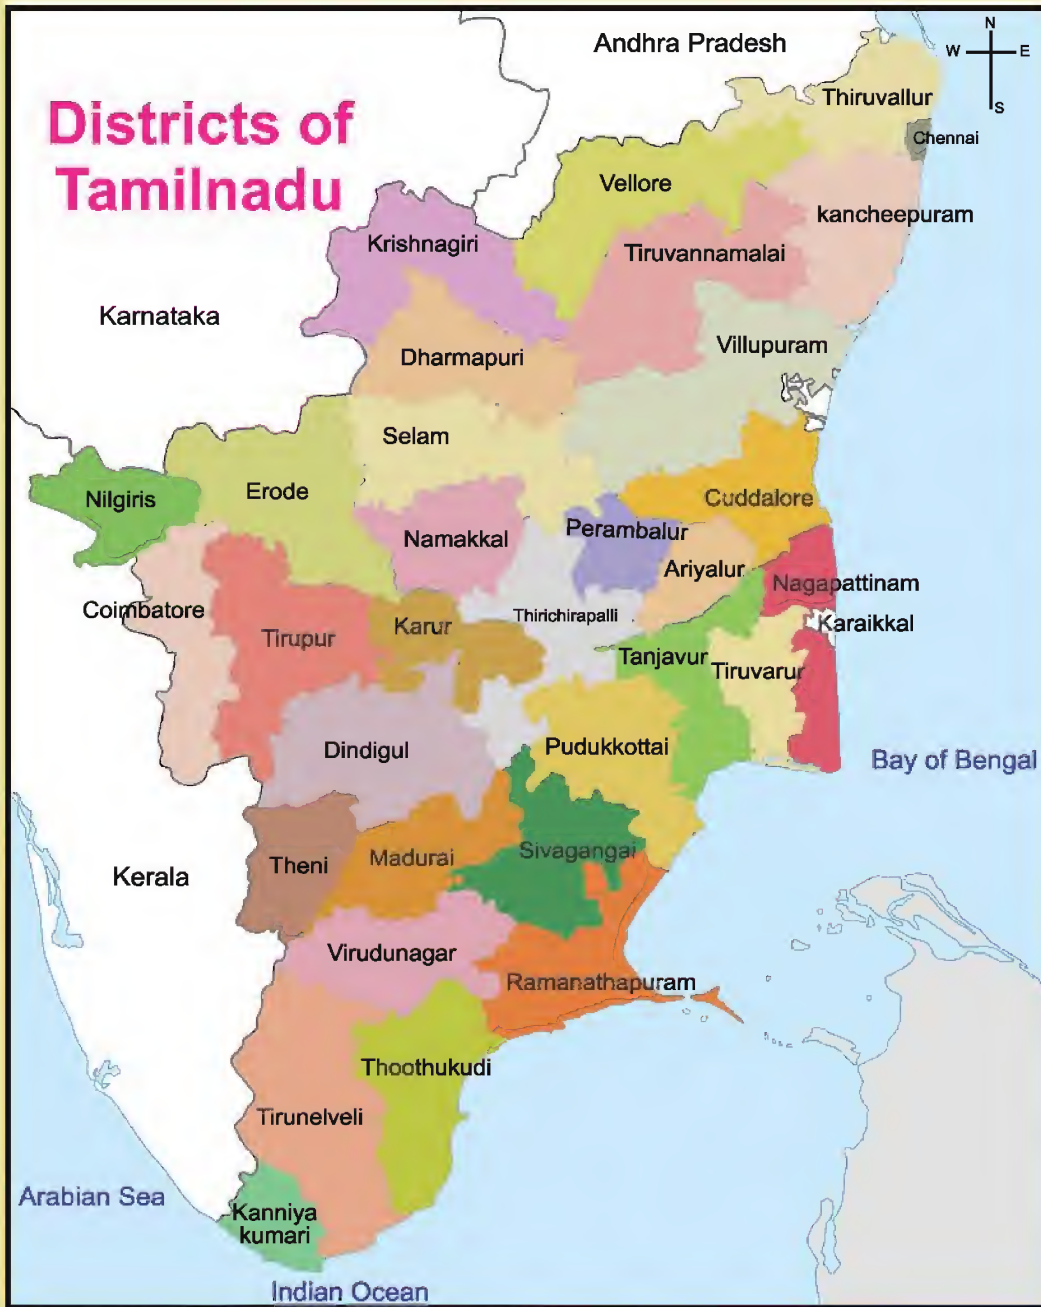 Andhra Pradesh
N
W
E
S
Districts of
Tamilnadu
Thiruvallur
Chennai
Vellore
kancheepuram
Krishnagiri
Tiruvannamalai
Karnataka
Villupuram
Dharmapuri
Selam
Nilgiris
Erode
Cuddalore
Namakkal
Perambalur
Ariyalur
Nagapattinam
Coimbatore
Thirichirapalli
Karaikkal
Tirupur
Karur
Tanjavur
Tiruvarur
Dindigul
Pudukkottai
Bay of Bengal
Theni
Madurai
Sivagangai
Kerala
Virudunagar
Ramanathapuram
Thoothukudi
Tirunelveli
Arabian Sea
Kanniya
kumari
Indian Ocean